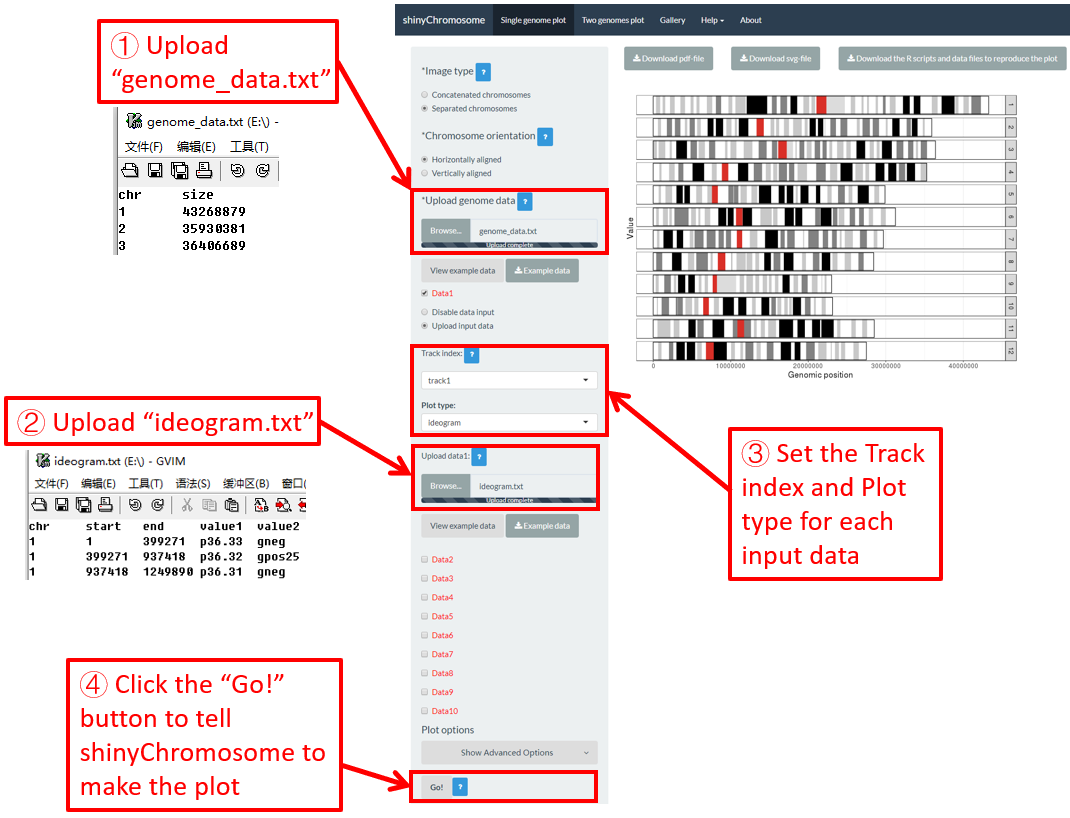 shinyChromosome Single genome plot Two genomes plot Gallery Help About
① Upload
“genome_data.txt”
genome_data.txt (E:\) -
文件(F) 编辑(E) 工具(T)
chr size
1 43268879
2 35930381
3 36406689
② Upload “ideogram.txt”
ideogram.txt (E:\) - GVIM
文件(F) 编辑(E) 工具(T) 语法(S) 缓冲区(B) 窗口(
chr start end value1 value2
1 1 399271 p36.33 gneg
1 399271 937418 p36.32 gpos25
1 937418 1249890 p36.31 gneg
④ Click the “Go!”
button to tell
shinyChromosome to
make the plot
*Image type ?
Concatenated chromosomes
Separated chromosomes
*Chromosome orientation ?
Horizontally aligned
Vertically aligned
*Upload genome data ?
Browse... genome_data.txt
Upload complete
View example data Example data
Data1
Disable data input
Upload input data
Track index: ?
track1
Plot type:
ideogram
Upload data1: ?
Browse... ideogram.txt
Upload complete
View example data Example data
Data2
Data3
Data4
Data5
Data6
Data7
Data8
Data9
Data10
Plot options
Show Advanced Options
Go! ?
Download pdf-file Download svg-file Download the R scripts and data files to reproduce the plot
Value
1
2
3
4
5
6
7
8
9
10
11
12
0 10000000 20000000 30000000 40000000
Genomic position
③ Set the Track
index and Plot
type for each
input data